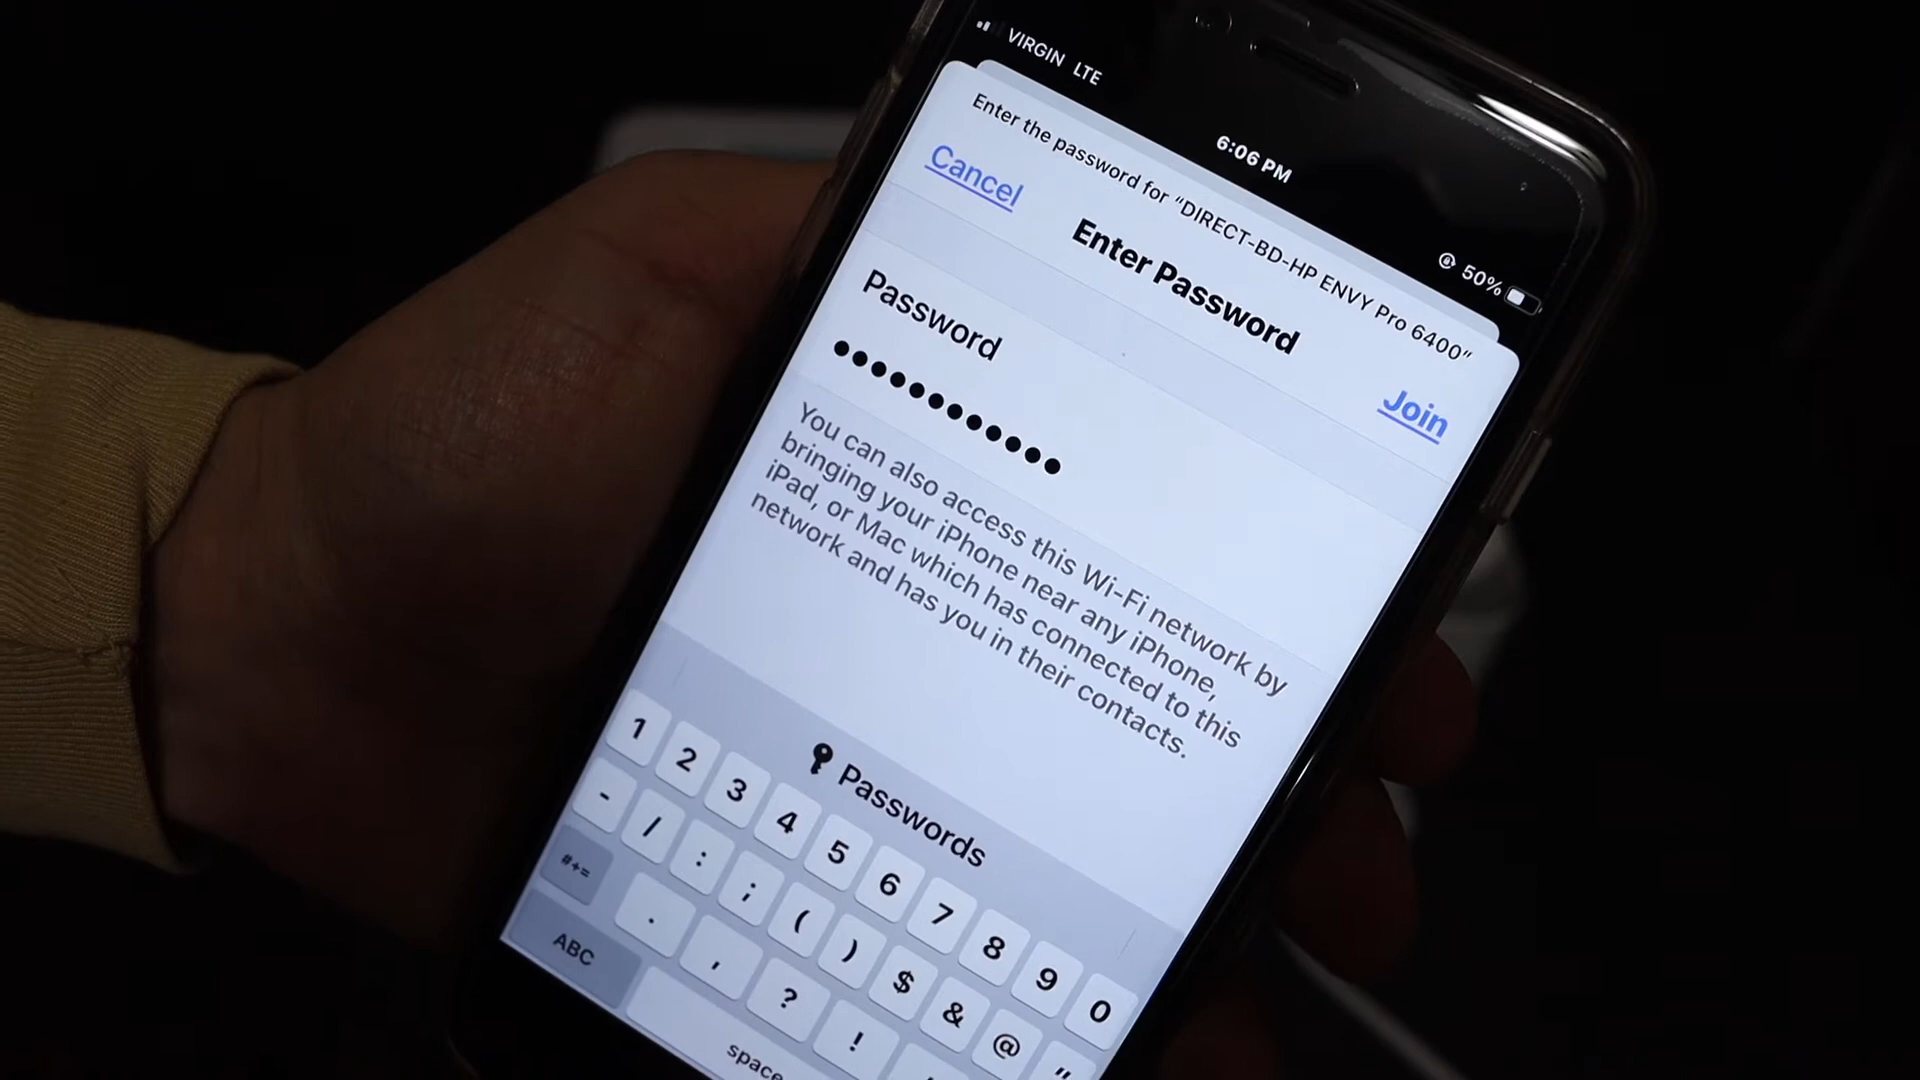 VIRGIN LTE
6:06 PM
50%
Enter the password for “DIRECT-BD-HP ENVY Pro 6400”
Cancel
Enter Password
Join
Password
●●●●●●●●●●●●
You can also access this Wi-Fi network by
bringing your iPhone near any iPhone,
iPad, or Mac which has connected to this
network and has you in their contacts.
Passwords
1 2 3 4 5 6 7 8 9 0
- / : ; ( ) $ & @ "
#+= . , ? !
ABC space